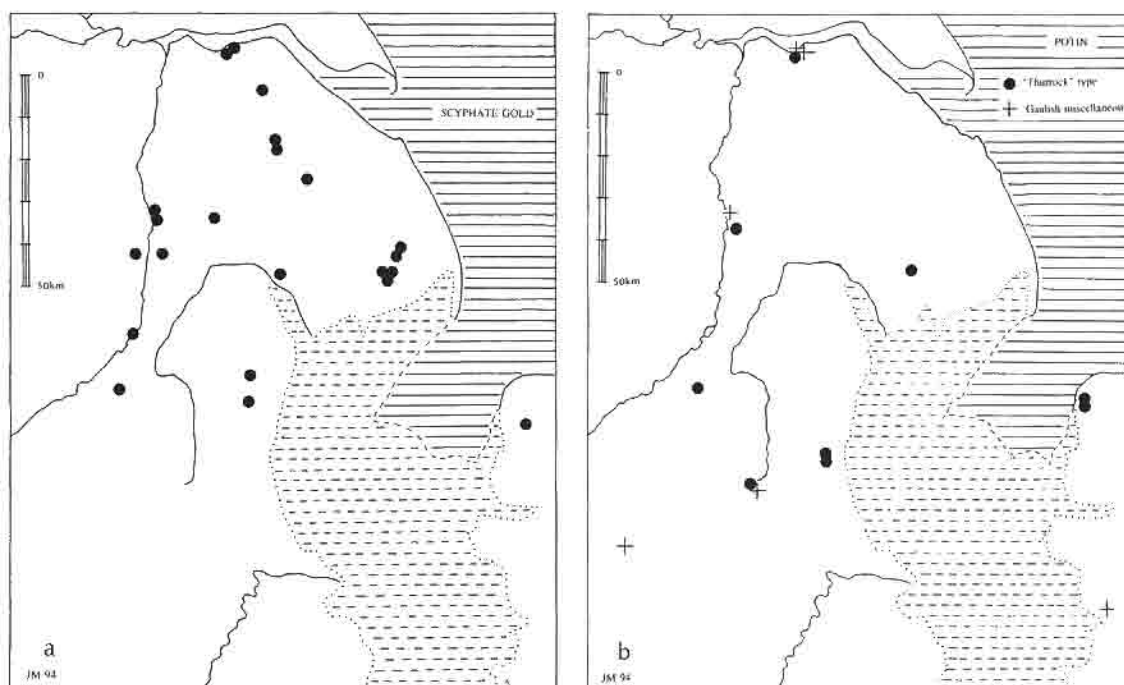 0
SCYPHATE GOLD
50km
a
JM 94
POTIN
0
"Thurrock" type
Gaulish miscellaneous
50km
b
JM 94